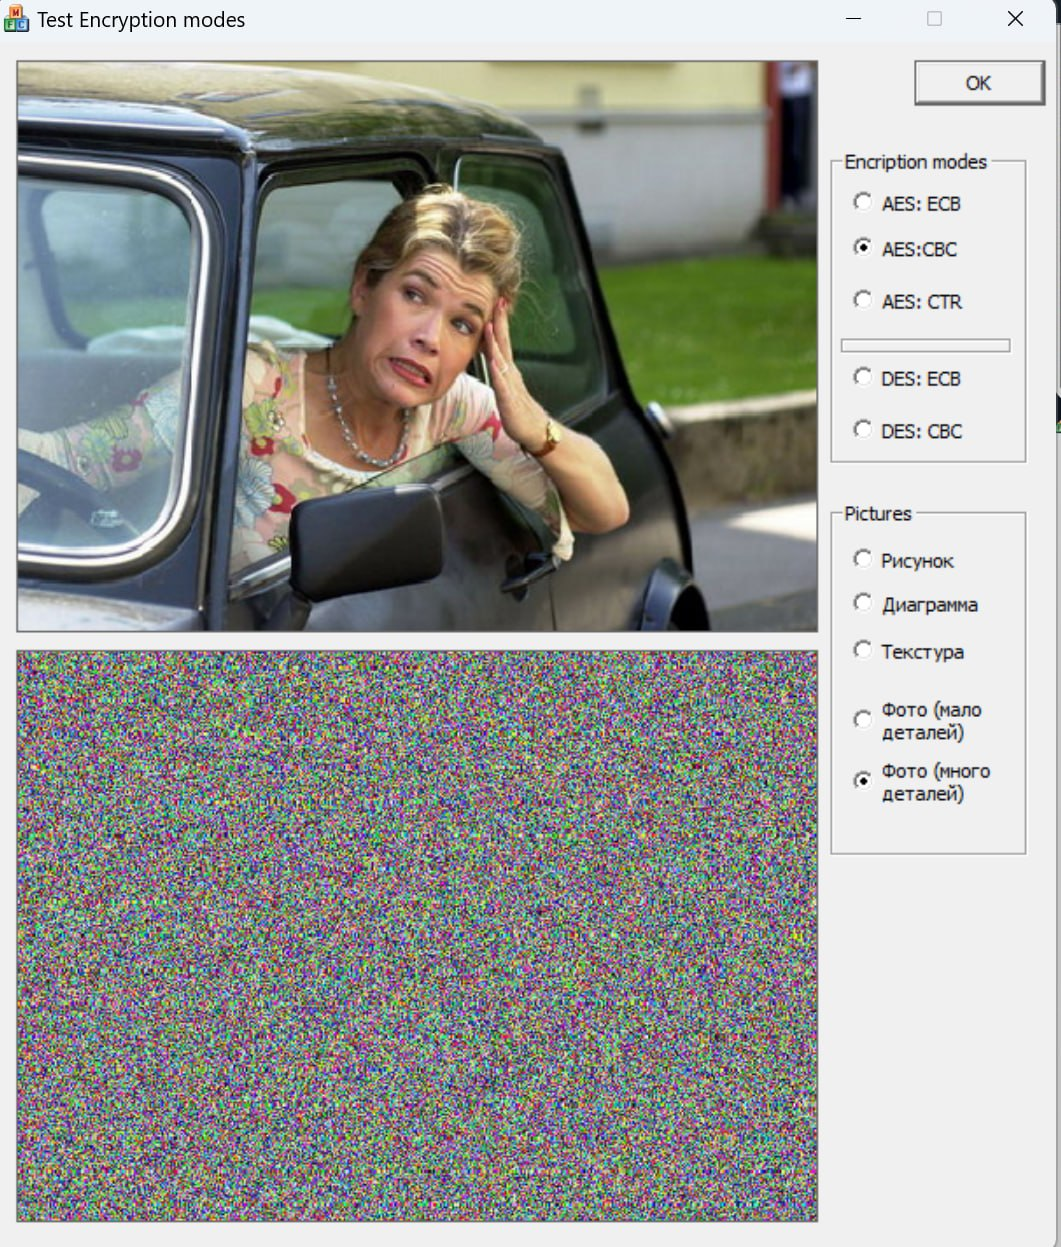 Test Encryption modes
OK
Encription modes
AES: ECB
AES:CBC
AES: CTR
DES: ECB
DES: CBC
Pictures
Рисунок
Диаграмма
Текстура
Фото (мало
деталей)
Фото (много
деталей)